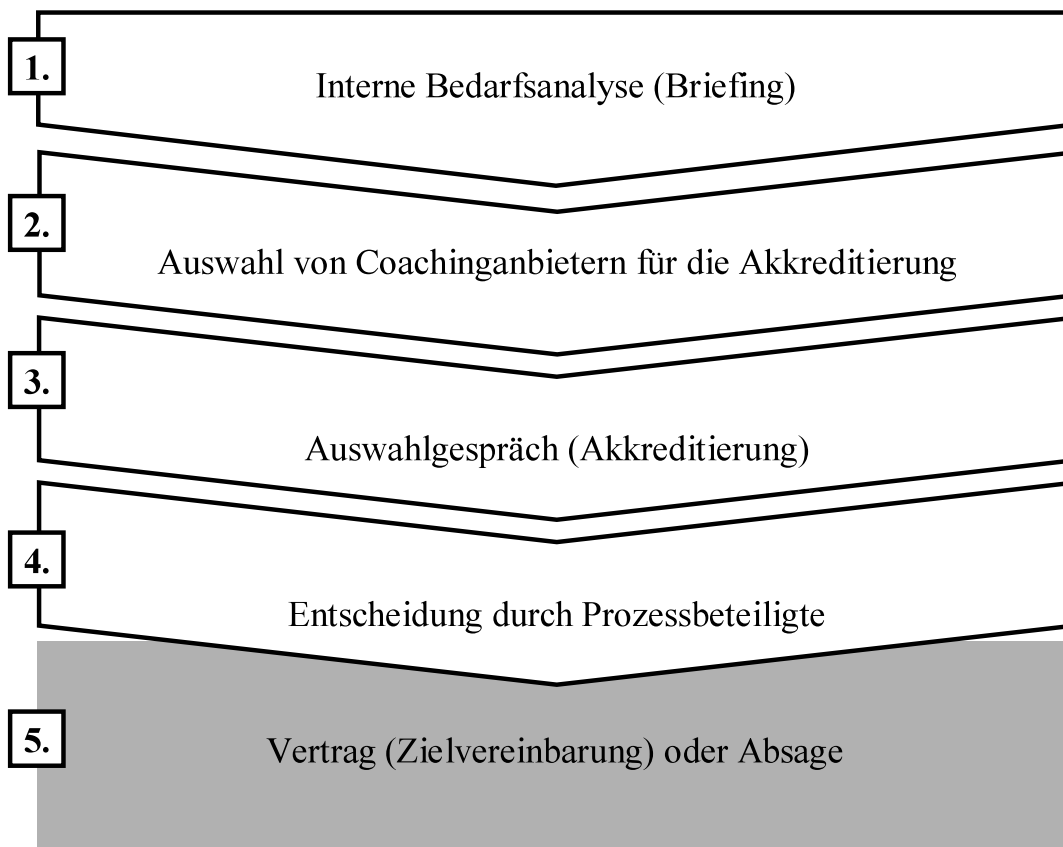 1.
Interne Bedarfsanalyse (Briefing)
2.
Auswahl von Coachinganbietern für die Akkreditierung
3.
Auswahlgespräch (Akkreditierung)
4.
Entscheidung durch Prozessbeteiligte
5.
Vertrag (Zielvereinbarung) oder Absage